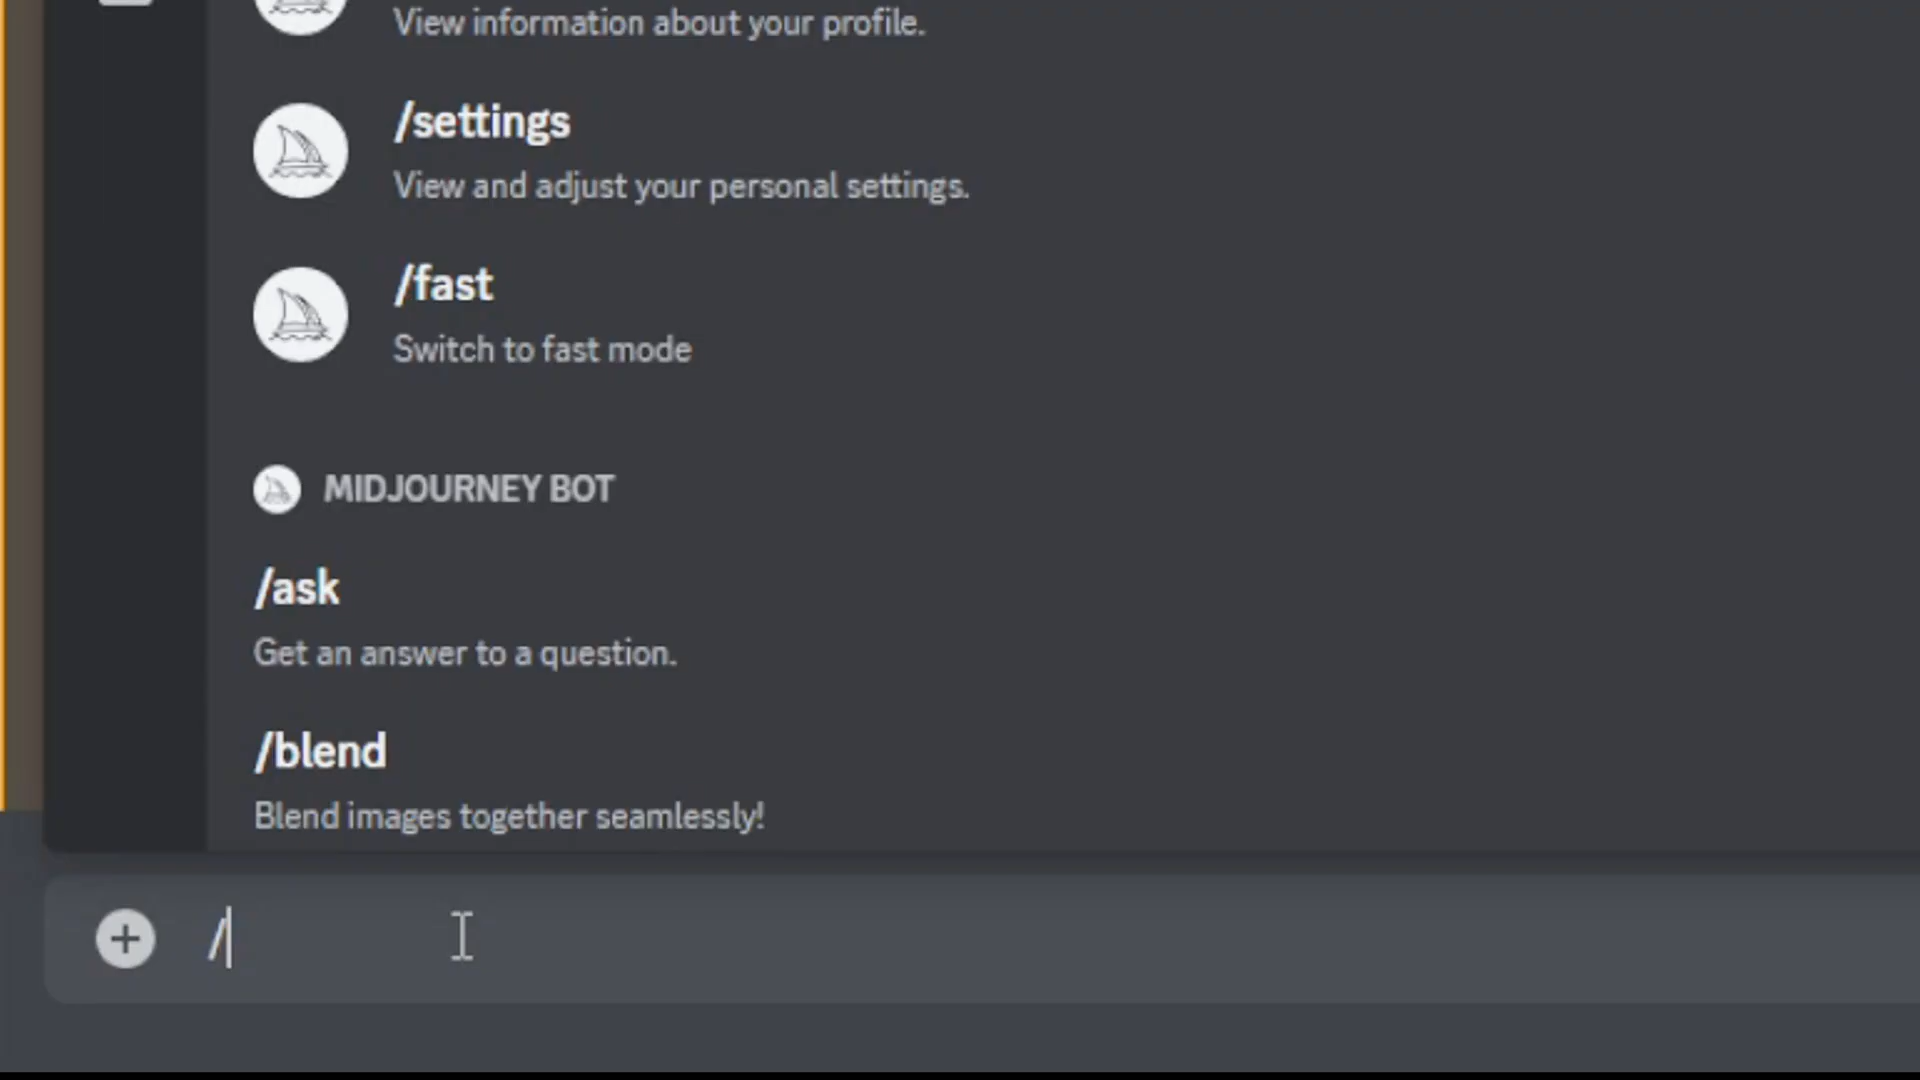 View information about your profile.
/settings
View and adjust your personal settings.
/fast
Switch to fast mode
MIDJOURNEY BOT
/ask
Get an answer to a question.
/blend
Blend images together seamlessly!
/